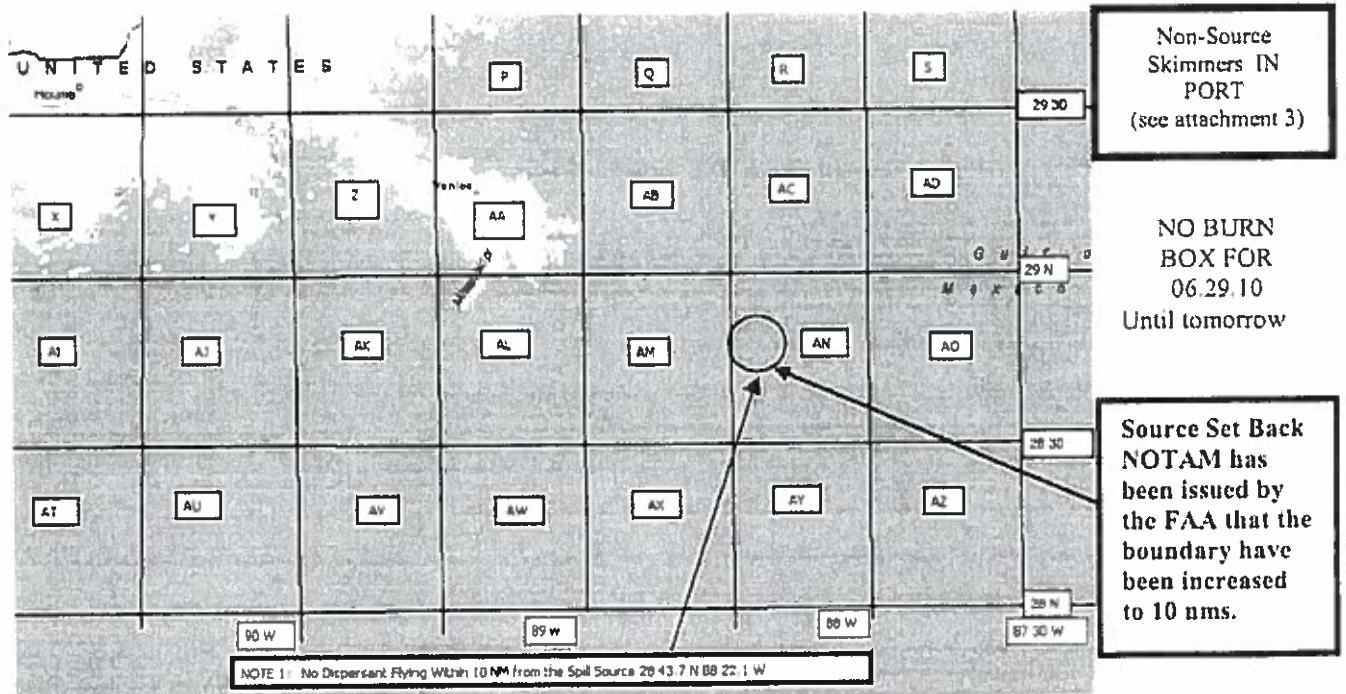 UNITED STATES
Houma
P
Q
R
S
29 30
Non-Source
Skimmers IN
PORT
(see attachment 3)
X
Y
Z
Venice
AA
AB
AC
AD
NO BURN
BOX FOR
06.29.10
Until tomorrow
29 N
Mexico
AI
AJ
AK
AL
AM
AN
AO
28 30
Source Set Back
NOTAM has
been issued by
the FAA that the
boundary have
been increased
to 10 nms.
AT
AU
AV
AW
AX
AY
AZ
28 N
90 W
89 W
88 W
87 30 W
NOTE 1: No Dispersant Flying Within 10 NM from the Spill Source 28 43.7 N 88 22.1 W